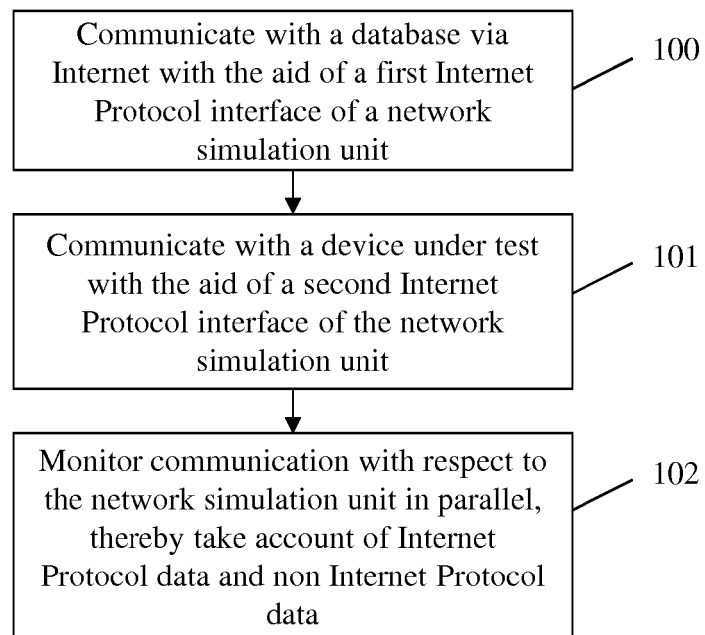 Communicate with a database via
Internet with the aid of a first Internet
Protocol interface of a network
simulation unit
100
Communicate with a device under test
with the aid of a second Internet
Protocol interface of the network
simulation unit
101
Monitor communication with respect to
the network simulation unit in parallel,
thereby take account of Internet
Protocol data and non Internet Protocol
data
102